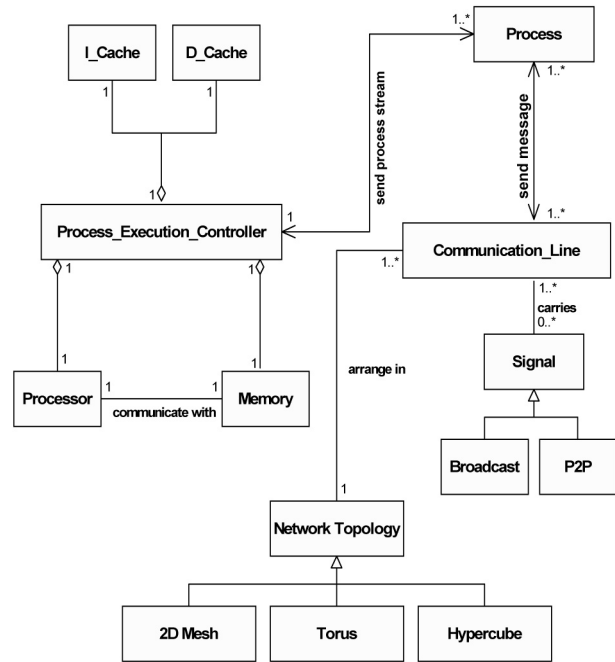 I_Cache
D_Cache
1
1
1
Process_Execution_Controller
1
1
1
1
1
Processor
1
communicate with
1
Memory
1..*
Process
1..*
send process stream
send message
1..*
Communication_Line
1..*
1..*
carries
0..*
Signal
Broadcast
P2P
arrange in
1
Network Topology
2D Mesh
Torus
Hypercube